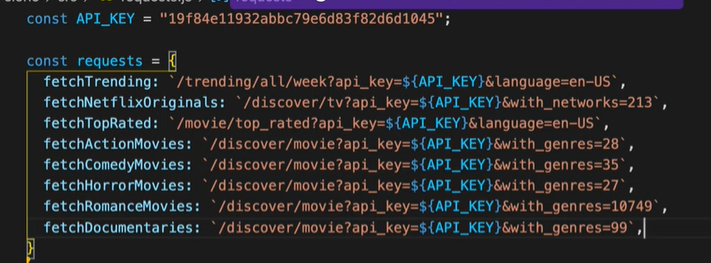 const API_KEY = "19f84e11932abbc79e6d83f82d6d1045";
const requests = {
fetchTrending: `/trending/all/week?api_key=${API_KEY}&language=en-US`,
fetchNetflixOriginals: `/discover/tv?api_key=${API_KEY}&with_networks=213`,
fetchTopRated: `/movie/top_rated?api_key=${API_KEY}&language=en-US`,
fetchActionMovies: `/discover/movie?api_key=${API_KEY}&with_genres=28`,
fetchComedyMovies: `/discover/movie?api_key=${API_KEY}&with_genres=35`,
fetchHorrorMovies: `/discover/movie?api_key=${API_KEY}&with_genres=27`,
fetchRomanceMovies: `/discover/movie?api_key=${API_KEY}&with_genres=10749`,
fetchDocumentaries: `/discover/movie?api_key=${API_KEY}&with_genres=99`,
}